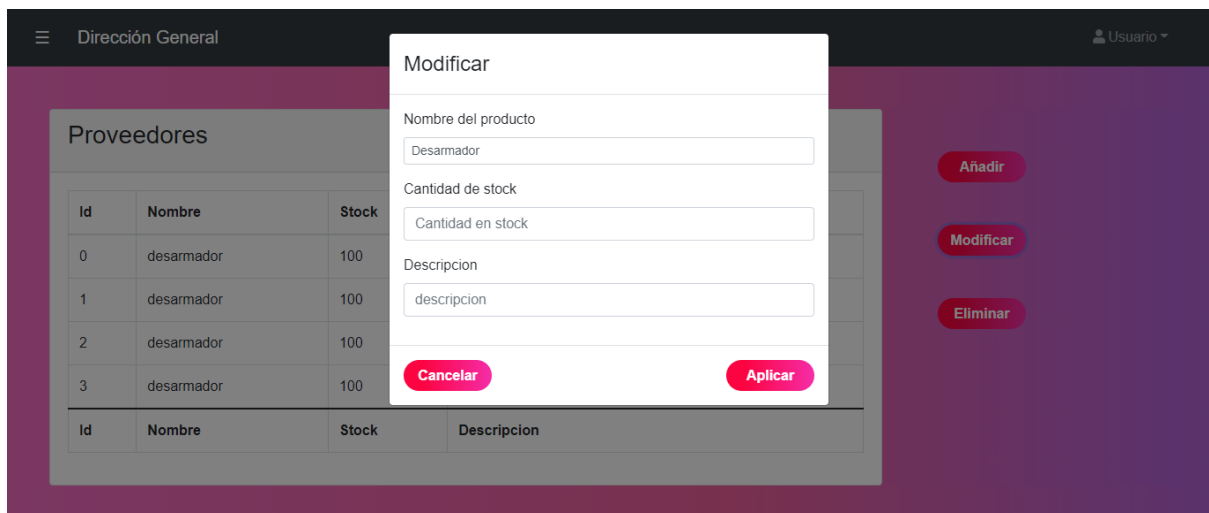 ☰ Dirección General Usuario
Modificar
Nombre del producto
Desarmador
Cantidad de stock
Cantidad en stock
Descripcion
descripcion
Cancelar Aplicar
Proveedores
Id Nombre Stock
0 desarmador 100
1 desarmador 100
2 desarmador 100
3 desarmador 100
Id Nombre Stock Descripcion
Añadir
Modificar
Eliminar